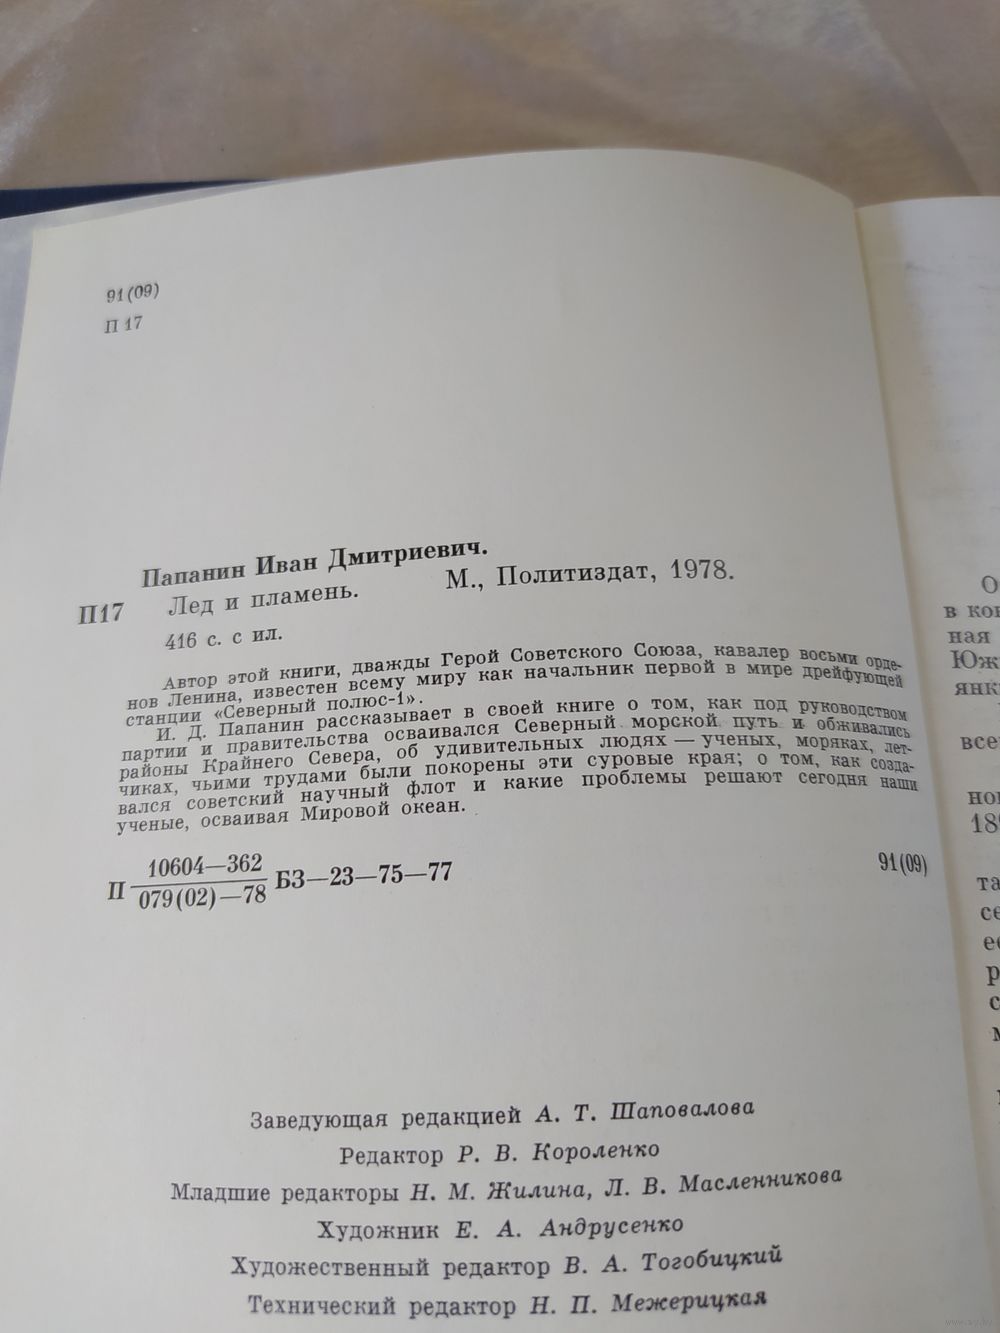 91(09)
П 17
Папанин Иван Дмитриевич.
П17 Лед и пламень. М., Политиздат, 1978.
416 с. с ил.
Автор этой книги, дважды Герой Советского Союза, кавалер восьми орде-
нов Ленина, известен всему миру как начальник первой в мире дрейфующей
станции «Северный полюс-1».
И. Д. Папанин рассказывает в своей книге о том, как под руководством
партии и правительства осваивался Северный морской путь и обживались
районы Крайнего Севера, об удивительных людях — ученых, моряках, лет-
чиках, чьими трудами были покорены эти суровые края; о том, как созда-
вался советский научный флот и какие проблемы решают сегодня наши
ученые, осваивая Мировой океан.
П 10604—362
079(02)—78 БЗ—23—75—77
91(09)
Заведующая редакцией А. Т. Шаповалова
Редактор Р. В. Короленко
Младшие редакторы Н. М. Жилина, Л. В. Масленникова
Художник Е. А. Андрусенко
Художественный редактор В. А. Тогобицкий
Технический редактор Н. П. Межерицкая
О
в
ная
все